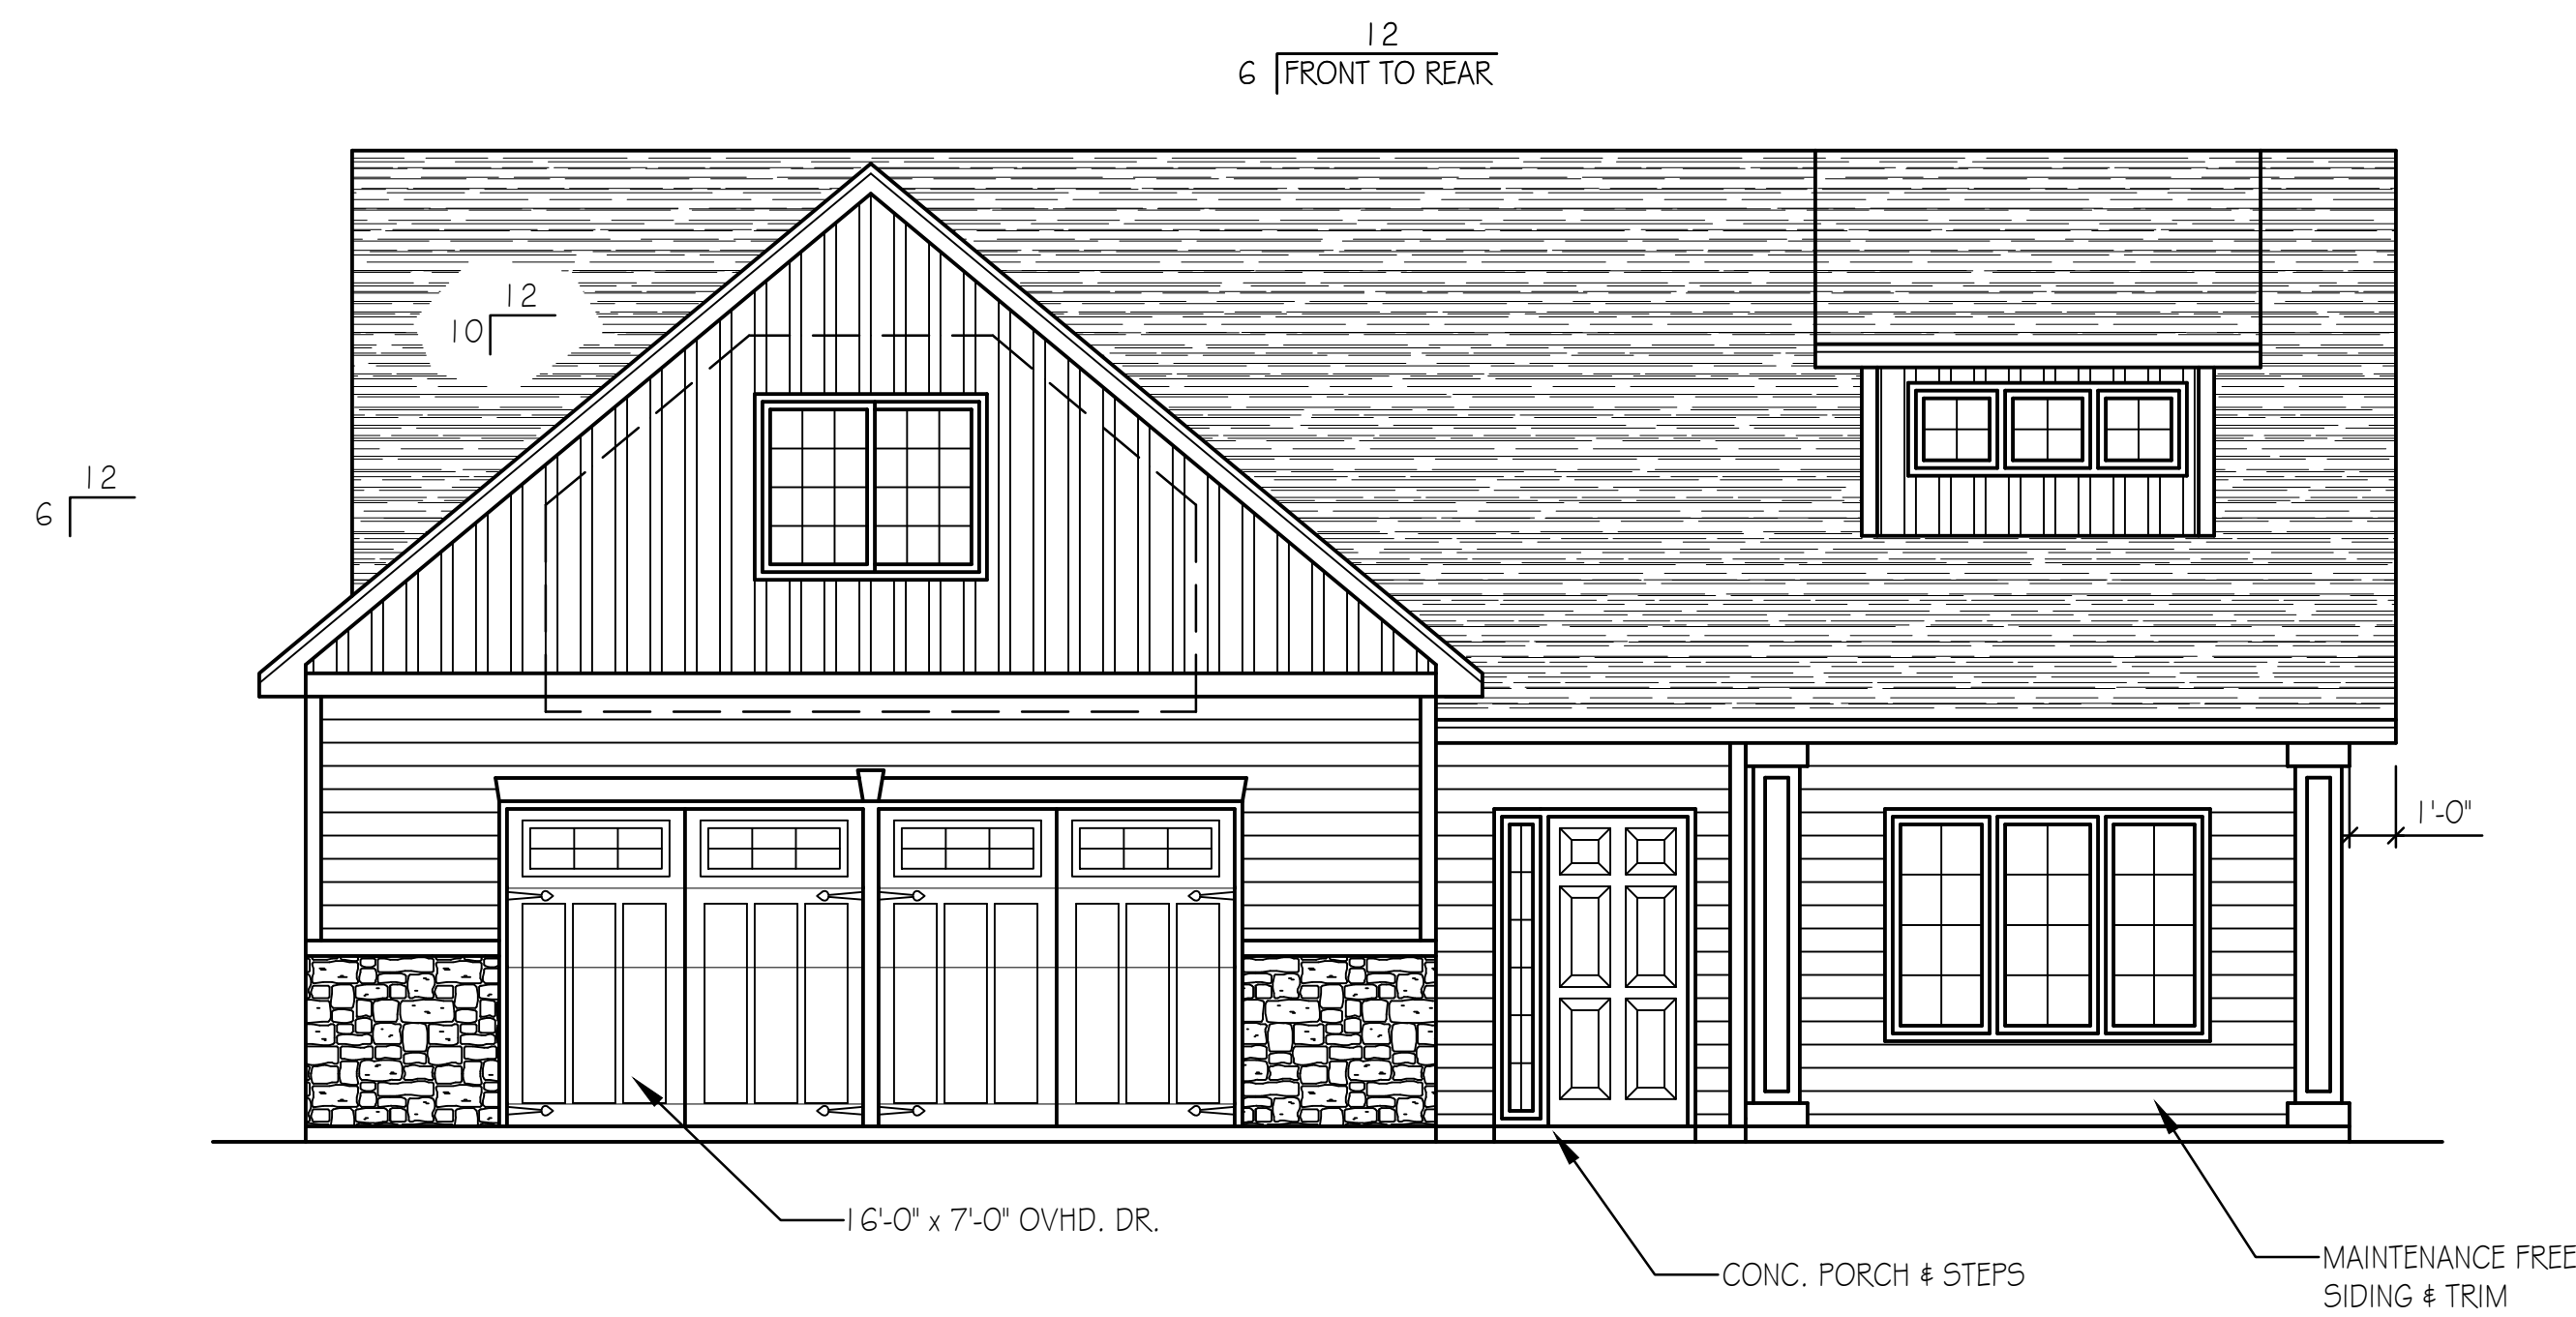 12
6 FRONT TO REAR
12
10
12
6
1'-0"
16'-0" x 7'-0" OVHD. DR.
CONC. PORCH & STEPS
MAINTENANCE FREE
SIDING & TRIM